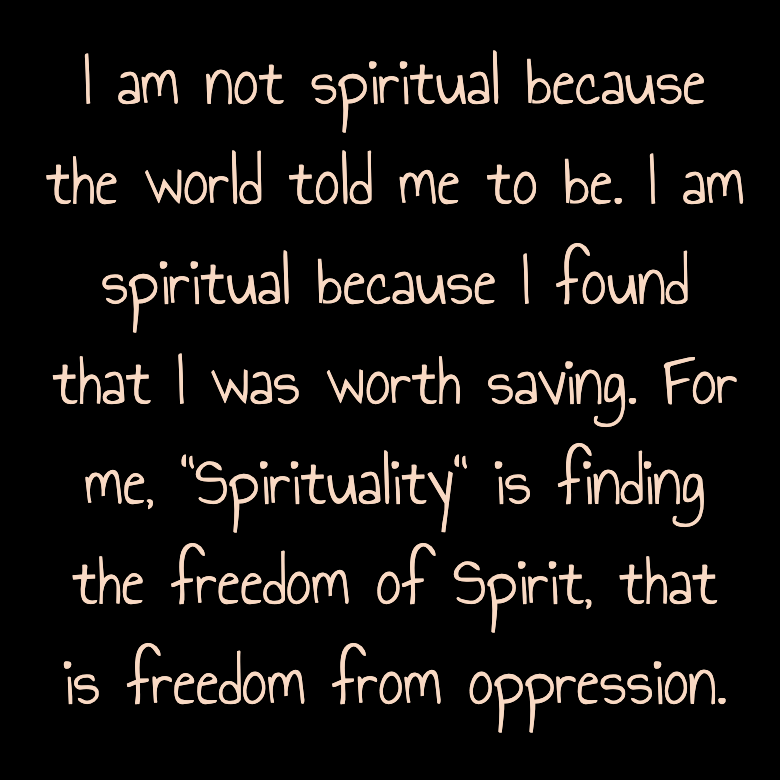 I am not spiritual because
the world told me to be. I am
spiritual because I found
that I was worth saving. For
me, "Spirituality" is finding
the freedom of Spirit, that
is freedom from oppression.